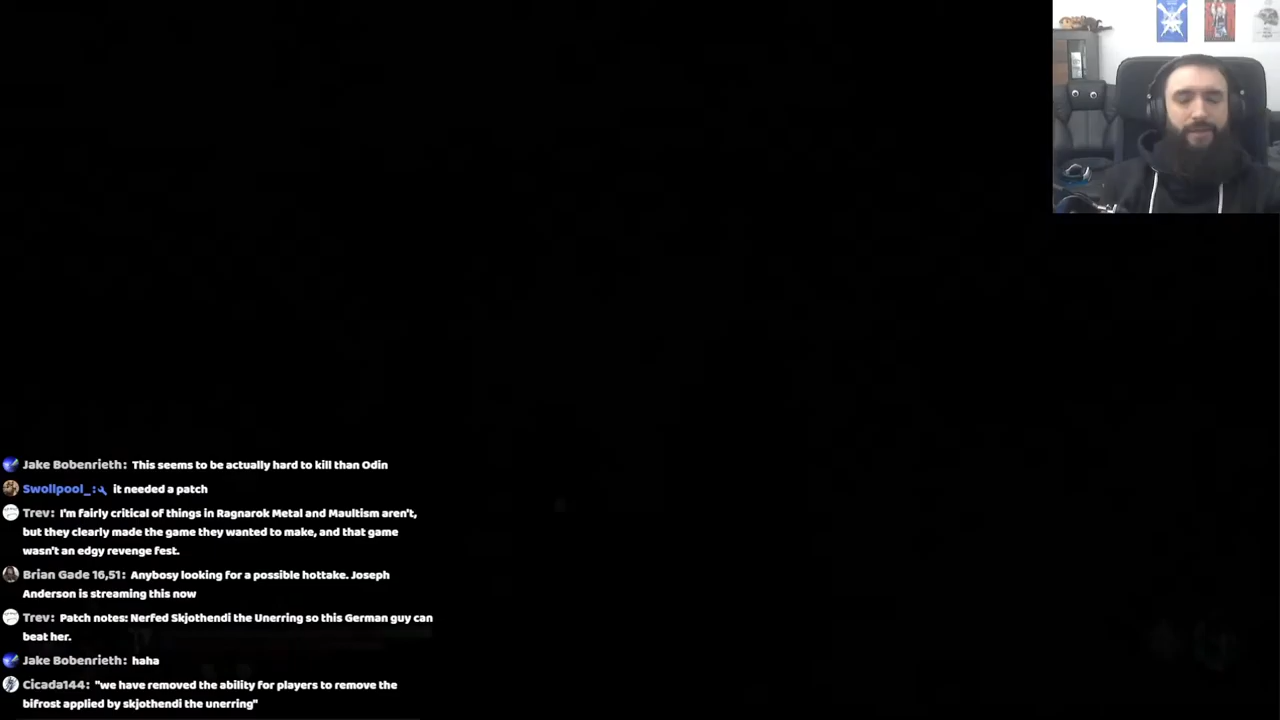 Jake Bobenrieth: This seems to be actually hard to kill than Odin
Swollpool_: it needed a patch
Trev: I'm fairly critical of things in Ragnarok Metal and Maultism aren't,
but they clearly made the game they wanted to make, and that game
wasn't an edgy revenge fest.
Brian Gade 16,51: Anybosy looking for a possible hottake. Joseph
Anderson is streaming this now
Trev: Patch notes: Nerfed Skjothendi the Unerring so this German guy can
beat her.
Jake Bobenrieth: haha
Cicada144: "we have removed the ability for players to remove the
bifrost applied by skjothendi the unerring"